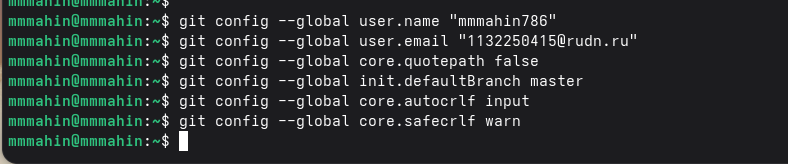 mmmahin@mmmahin:~$
mmmahin@mmmahin:~$ git config --global user.name "mmmahin786"
mmmahin@mmmahin:~$ git config --global user.email "1132250415@rudn.ru"
mmmahin@mmmahin:~$ git config --global core.quotepath false
mmmahin@mmmahin:~$ git config --global init.defaultBranch master
mmmahin@mmmahin:~$ git config --global core.autocrlf input
mmmahin@mmmahin:~$ git config --global core.safecrlf warn
mmmahin@mmmahin:~$